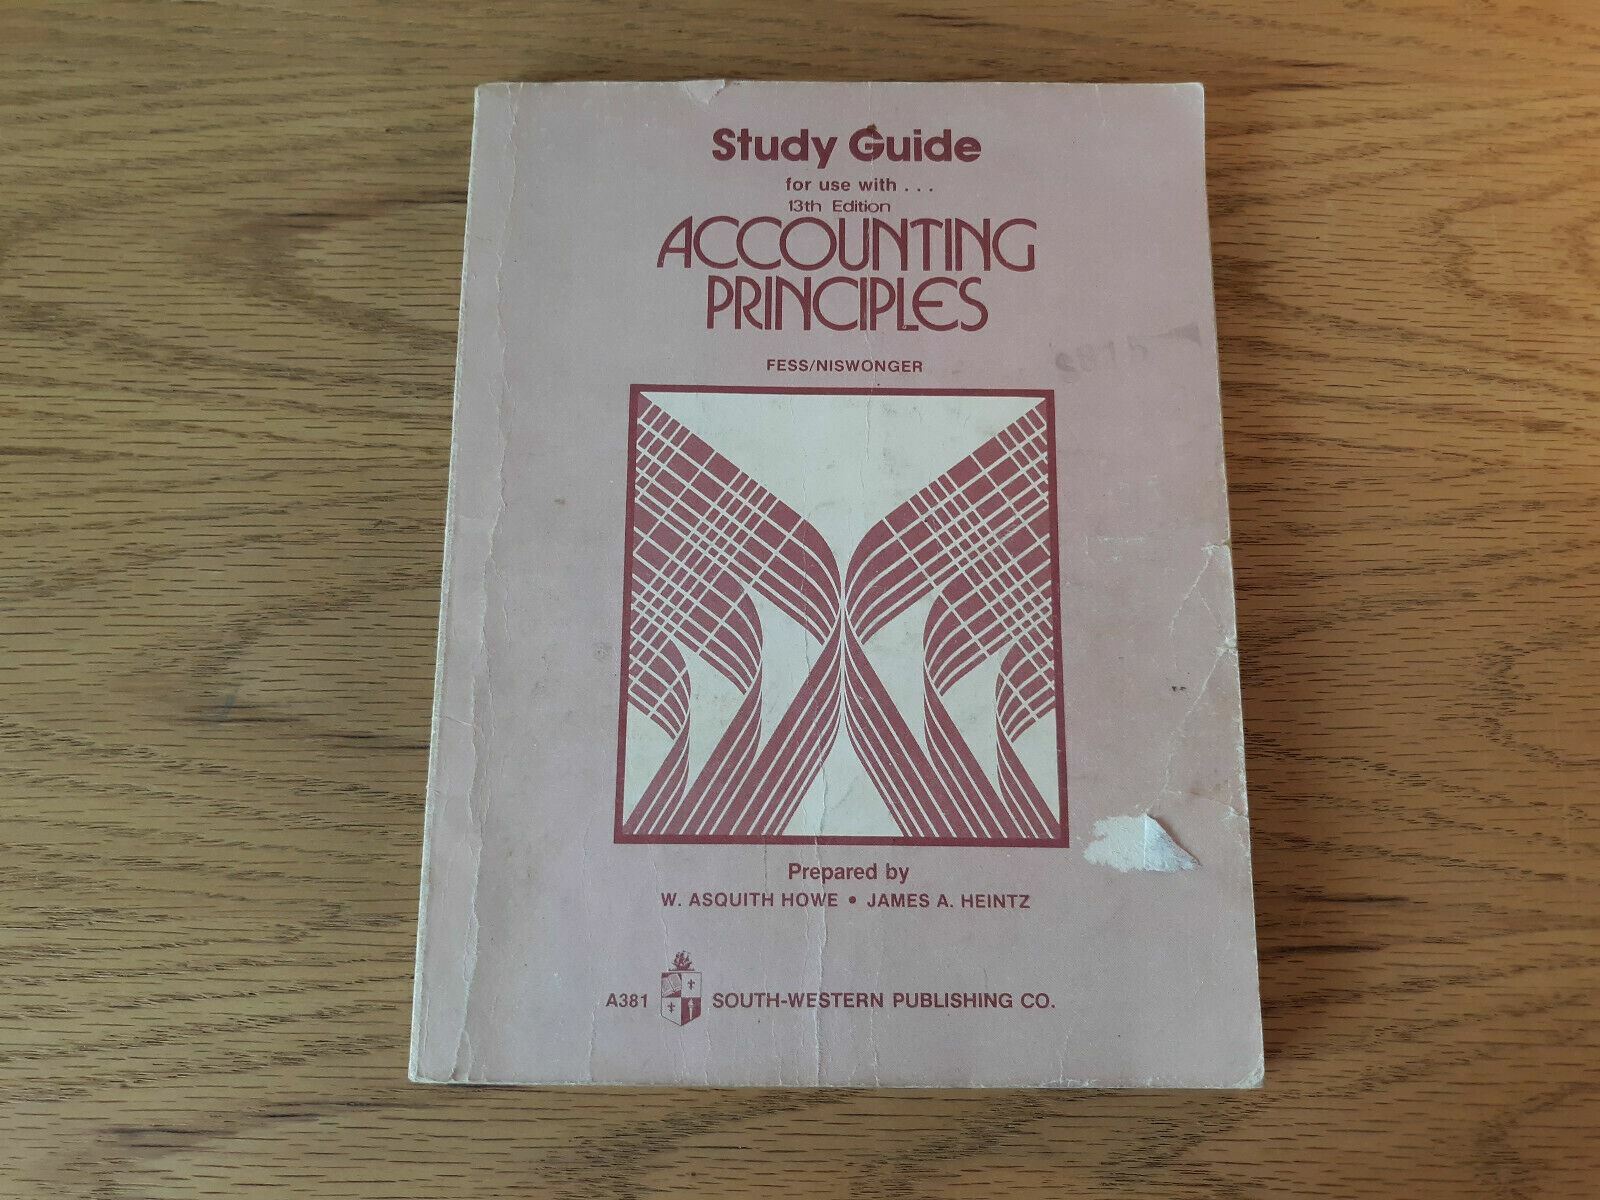 Study Guide
for use with . . .
13th Edition
ACCOUNTING
PRINCIPLES
FESS/NISWONGER
Prepared by
W. ASQUITH HOWE • JAMES A. HEINTZ
A381 SOUTH-WESTERN PUBLISHING CO.